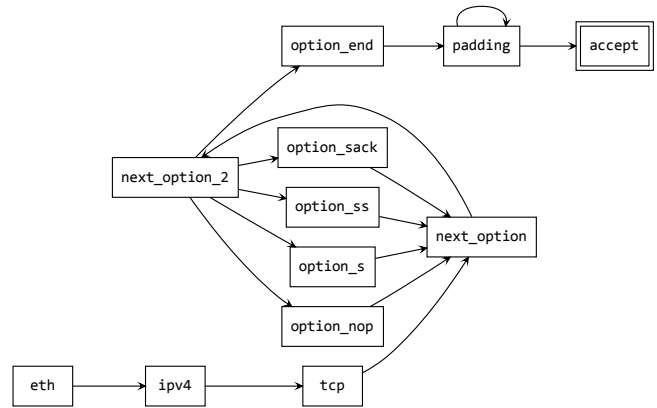 option_end
padding
accept
option_sack
next_option_2
option_ss
next_option
option_s
option_nop
eth
ipv4
tcp